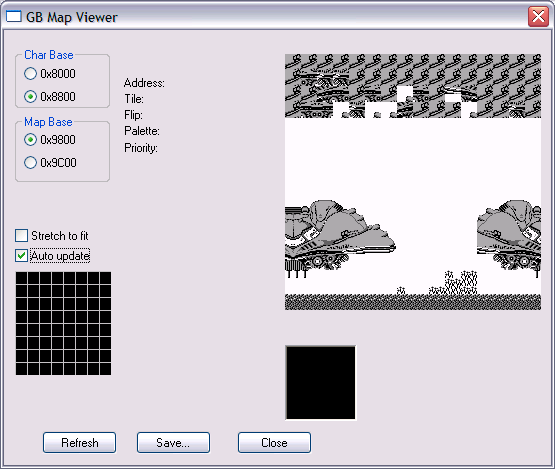 GB Map Viewer
Char Base
0x8000
0x8800
Map Base
0x9800
0x9C00
Address:
Tile:
Flip:
Palette:
Priority:
Stretch to fit
Auto update
Refresh
Save...
Close